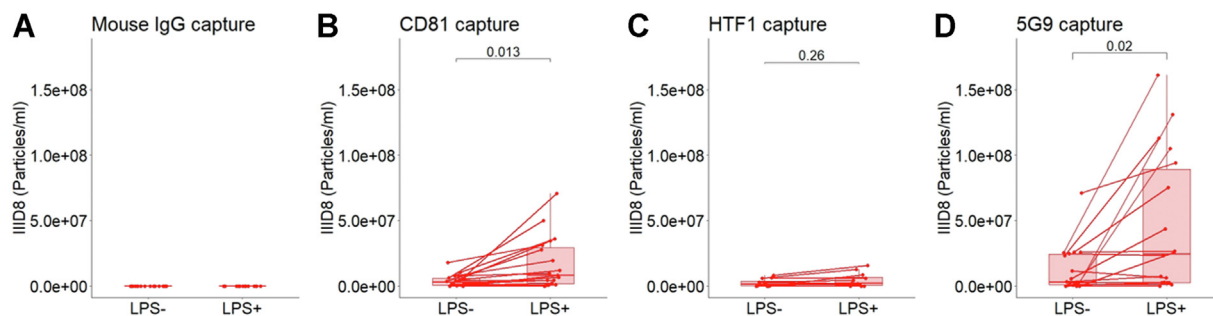 A Mouse IgG capture
IIID8 (Particles/ml)
1.5e+08
1.0e+08
5.0e+07
0.0e+00
LPS- LPS+
B CD81 capture
0.013
IIID8 (Particles/ml)
1.5e+08
1.0e+08
5.0e+07
0.0e+00
LPS- LPS+
C HTF1 capture
0.26
IIID8 (Particles/ml)
1.5e+08
1.0e+08
5.0e+07
0.0e+00
LPS- LPS+
D 5G9 capture
0.02
IIID8 (Particles/ml)
1.5e+08
1.0e+08
5.0e+07
0.0e+00
LPS- LPS+